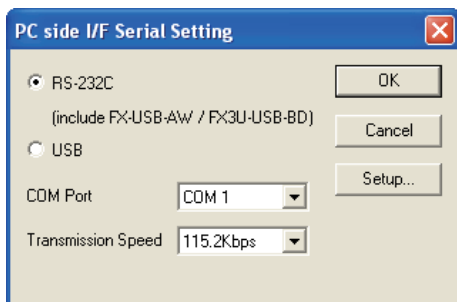 PC side I/F Serial Setting
RS-232C
(include FX-USB-AW / FX3U-USB-BD)
USB
COM Port
COM 1
Transmission Speed
115.2Kbps
OK
Cancel
Setup...